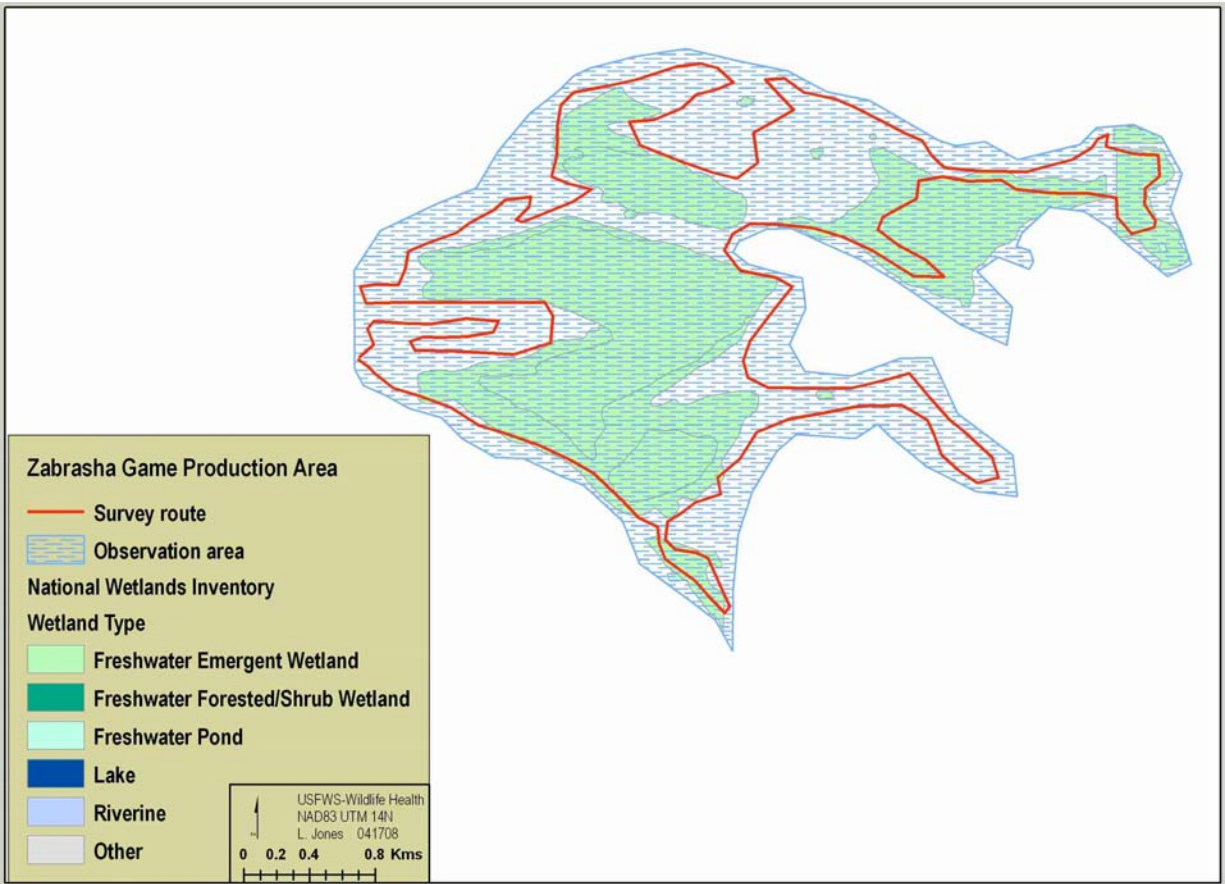 Zabrasha Game Production Area
Survey route
Observation area
National Wetlands Inventory
Wetland Type
Freshwater Emergent Wetland
Freshwater Forested/Shrub Wetland
Freshwater Pond
Lake
Riverine
Other
USFWS-Wildlife Health
NAD83 UTM 14N
L. Jones 041708
0 0.2 0.4 0.8 Kms